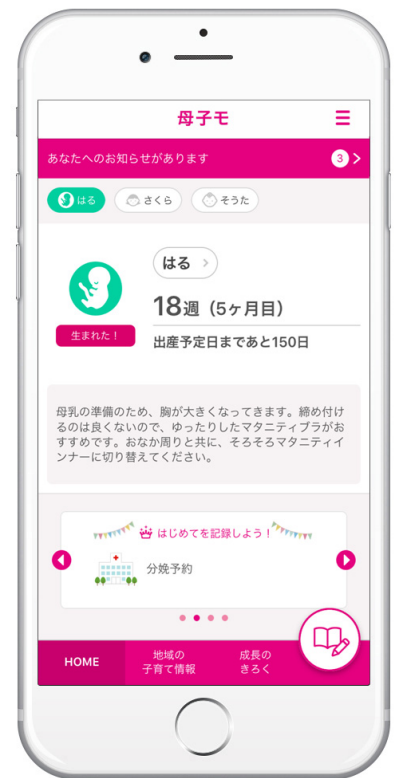 母子モ
あなたへのお知らせがあります
3
はる
さくら
そうた
はる
18週（5ヶ月目）
生まれた！
出産予定日まであと150日
母乳の準備のため、胸が大きくなってきます。締め付け
るのは良くないので、ゆったりしたマタニティブラがお
すすめです。おなか周りと共に、そろそろマタニティイ
ンナーに切り替えてください。
はじめてを記録しよう！
分娩予約
HOME
地域の
子育て情報
成長の
きろく